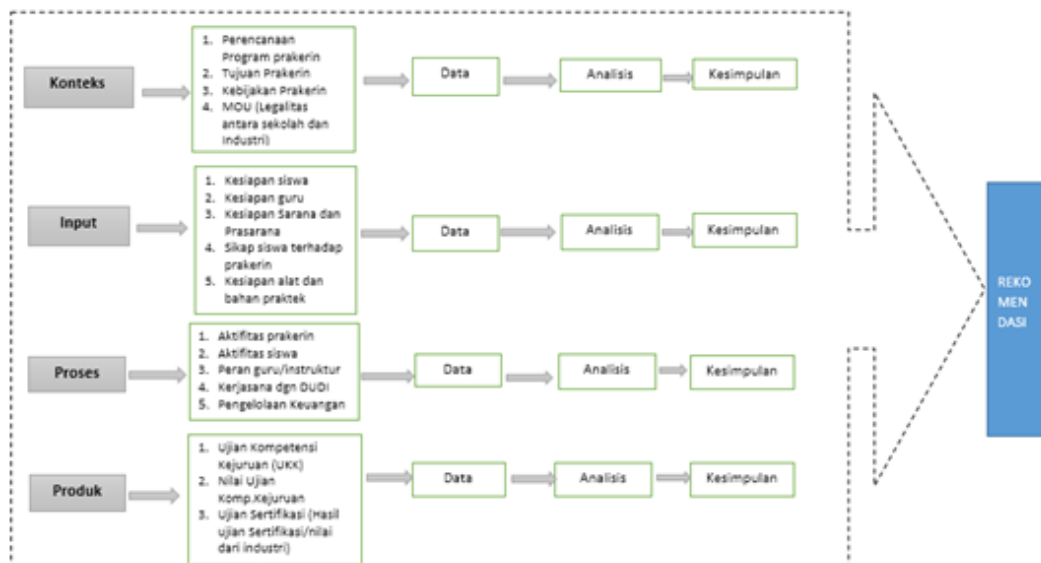 Konteks
1. Perencanaan
Program prakerin
2. Tujuan Prakerin
3. Kebijakan Prakerin
4. MOU (Legalitas
antara sekolah dan
Industri)
Data
Analisis
Kesimpulan
Input
1. Kesiapan siswa
2. Kesiapan guru
3. Kesiapan Sarana dan
Prasarana
4. Sikap siswa terhadap
prakerin
5. Kesiapan alat dan
bahan praktek
Data
Analisis
Kesimpulan
Proses
1. Aktifitas prakerin
2. Aktifitas siswa
3. Peran guru/instruktur
4. Kerjasana dgn DUDI
5. Pengelolaan Keuangan
Data
Analisis
Kesimpulan
Produk
1. Ujian Kompetensi
Kejuruan (UKK)
2. Nilai Ujian
Komp.Kejuruan
3. Ujian Sertifikasi (Hasil
ujian Sertifikasi/nilai
dari industri)
Data
Analisis
Kesimpulan
REKO
MEN
DASI